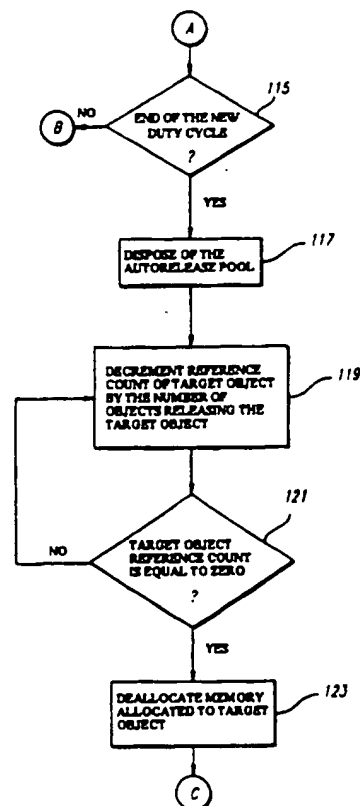 A
115
NO
B
END OF THE NEW
DUTY CYCLE
?
YES
117
DISPOSE OF THE
AUTORELEASE POOL
DECREMENT REFERENCE
COUNT OF TARGET OBJECT
BY THE NUMBER OF
OBJECTS RELEASING THE
TARGET OBJECT
119
121
NO
TARGET OBJECT
REFERENCE COUNT
IS EQUAL TO ZERO
?
YES
123
DEALLOCATE MEMORY
ALLOCATED TO TARGET
OBJECT
C